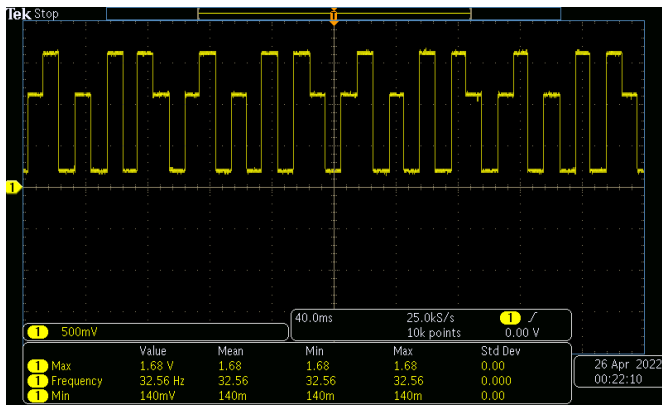 Tek Stop
T
1
1 500mV
40.0ms 25.0kS/s 1
10k points 0.00 V
Value Mean Min Max Std Dev
1 Max 1.68 V 1.68 1.68 1.68 0.00
1 Frequency 32.56 Hz 32.56 32.56 32.56 0.000
1 Min 140mV 140m 140m 140m 0.00
26 Apr 2022
00:22:10